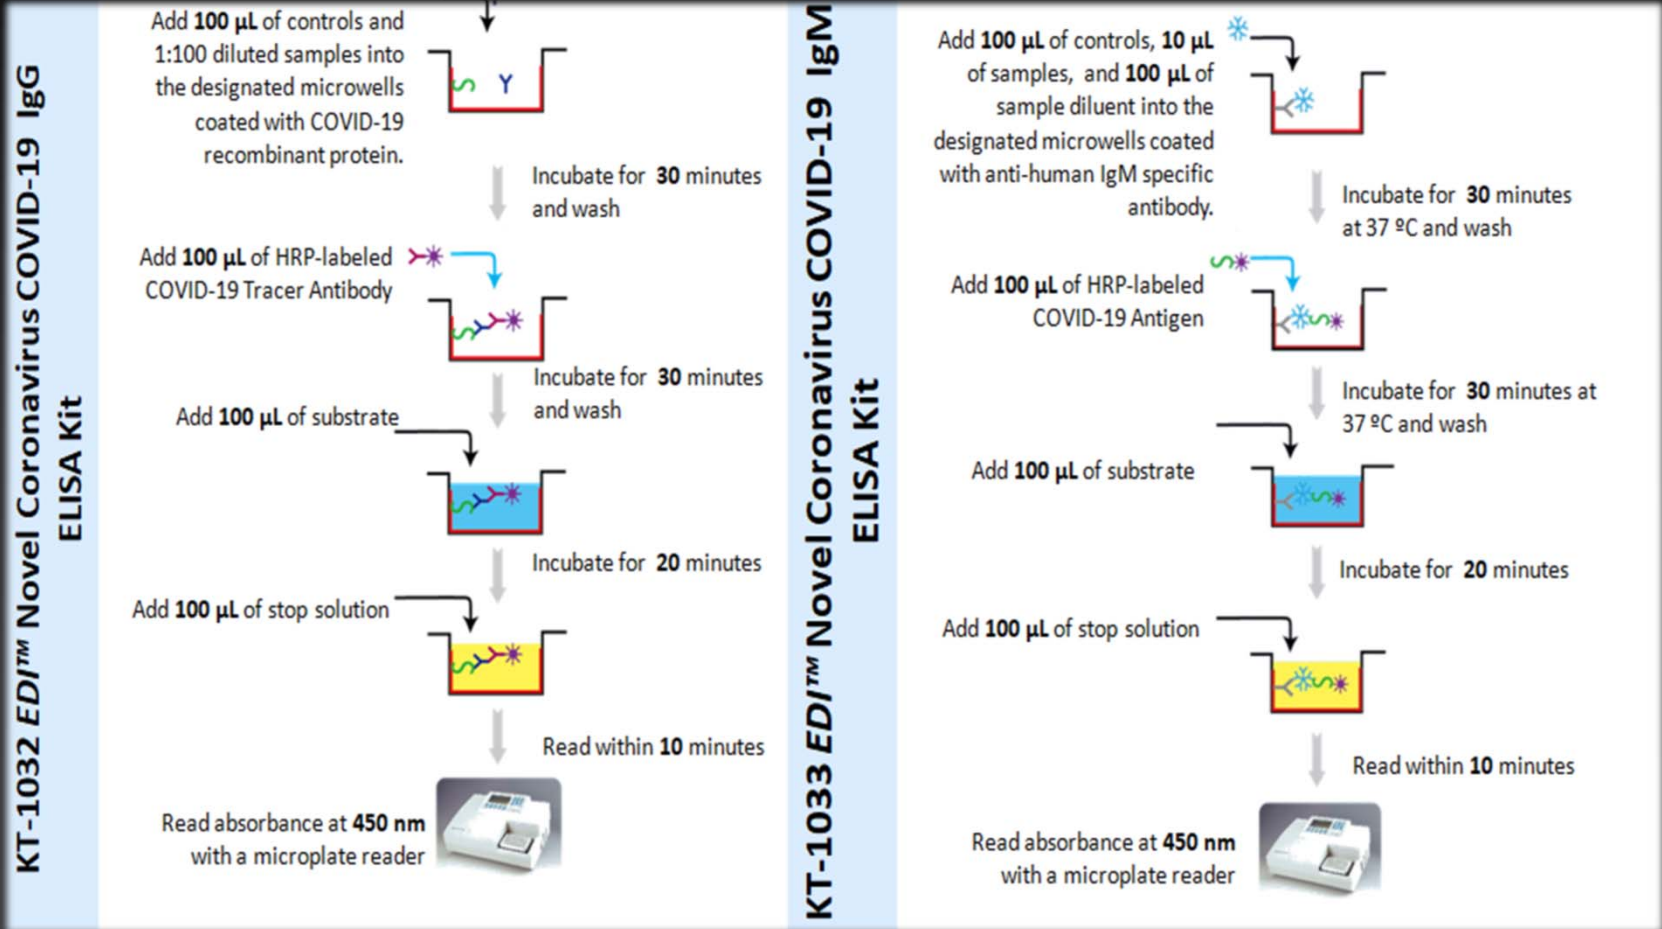 KT-1032 EDI™ Novel Coronavirus COVID-19 IgG
ELISA Kit
Add 100 µL of controls and
1:100 diluted samples into
the designated microwells
coated with COVID-19
recombinant protein.
Incubate for 30 minutes
and wash
Add 100 µL of HRP-labeled
COVID-19 Tracer Antibody
Incubate for 30 minutes
and wash
Add 100 µL of substrate
Incubate for 20 minutes
Add 100 µL of stop solution
Read within 10 minutes
Read absorbance at 450 nm
with a microplate reader
KT-1033 EDI™ Novel Coronavirus COVID-19 IgM
ELISA Kit
Add 100 µL of controls, 10 µL
of samples, and 100 µL of
sample diluent into the
designated microwells coated
with anti-human IgM specific
antibody.
Incubate for 30 minutes
at 37 ºC and wash
Add 100 µL of HRP-labeled
COVID-19 Antigen
Incubate for 30 minutes at
37 ºC and wash
Add 100 µL of substrate
Incubate for 20 minutes
Add 100 µL of stop solution
Read within 10 minutes
Read absorbance at 450 nm
with a microplate reader